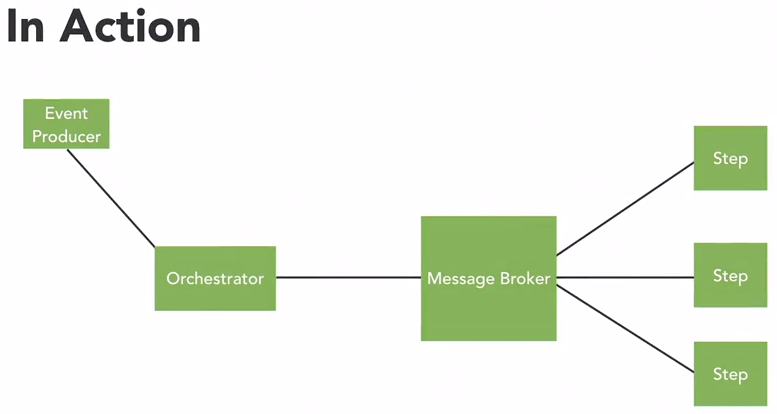 In Action
Event
Producer
Orchestrator
Message Broker
Step
Step
Step